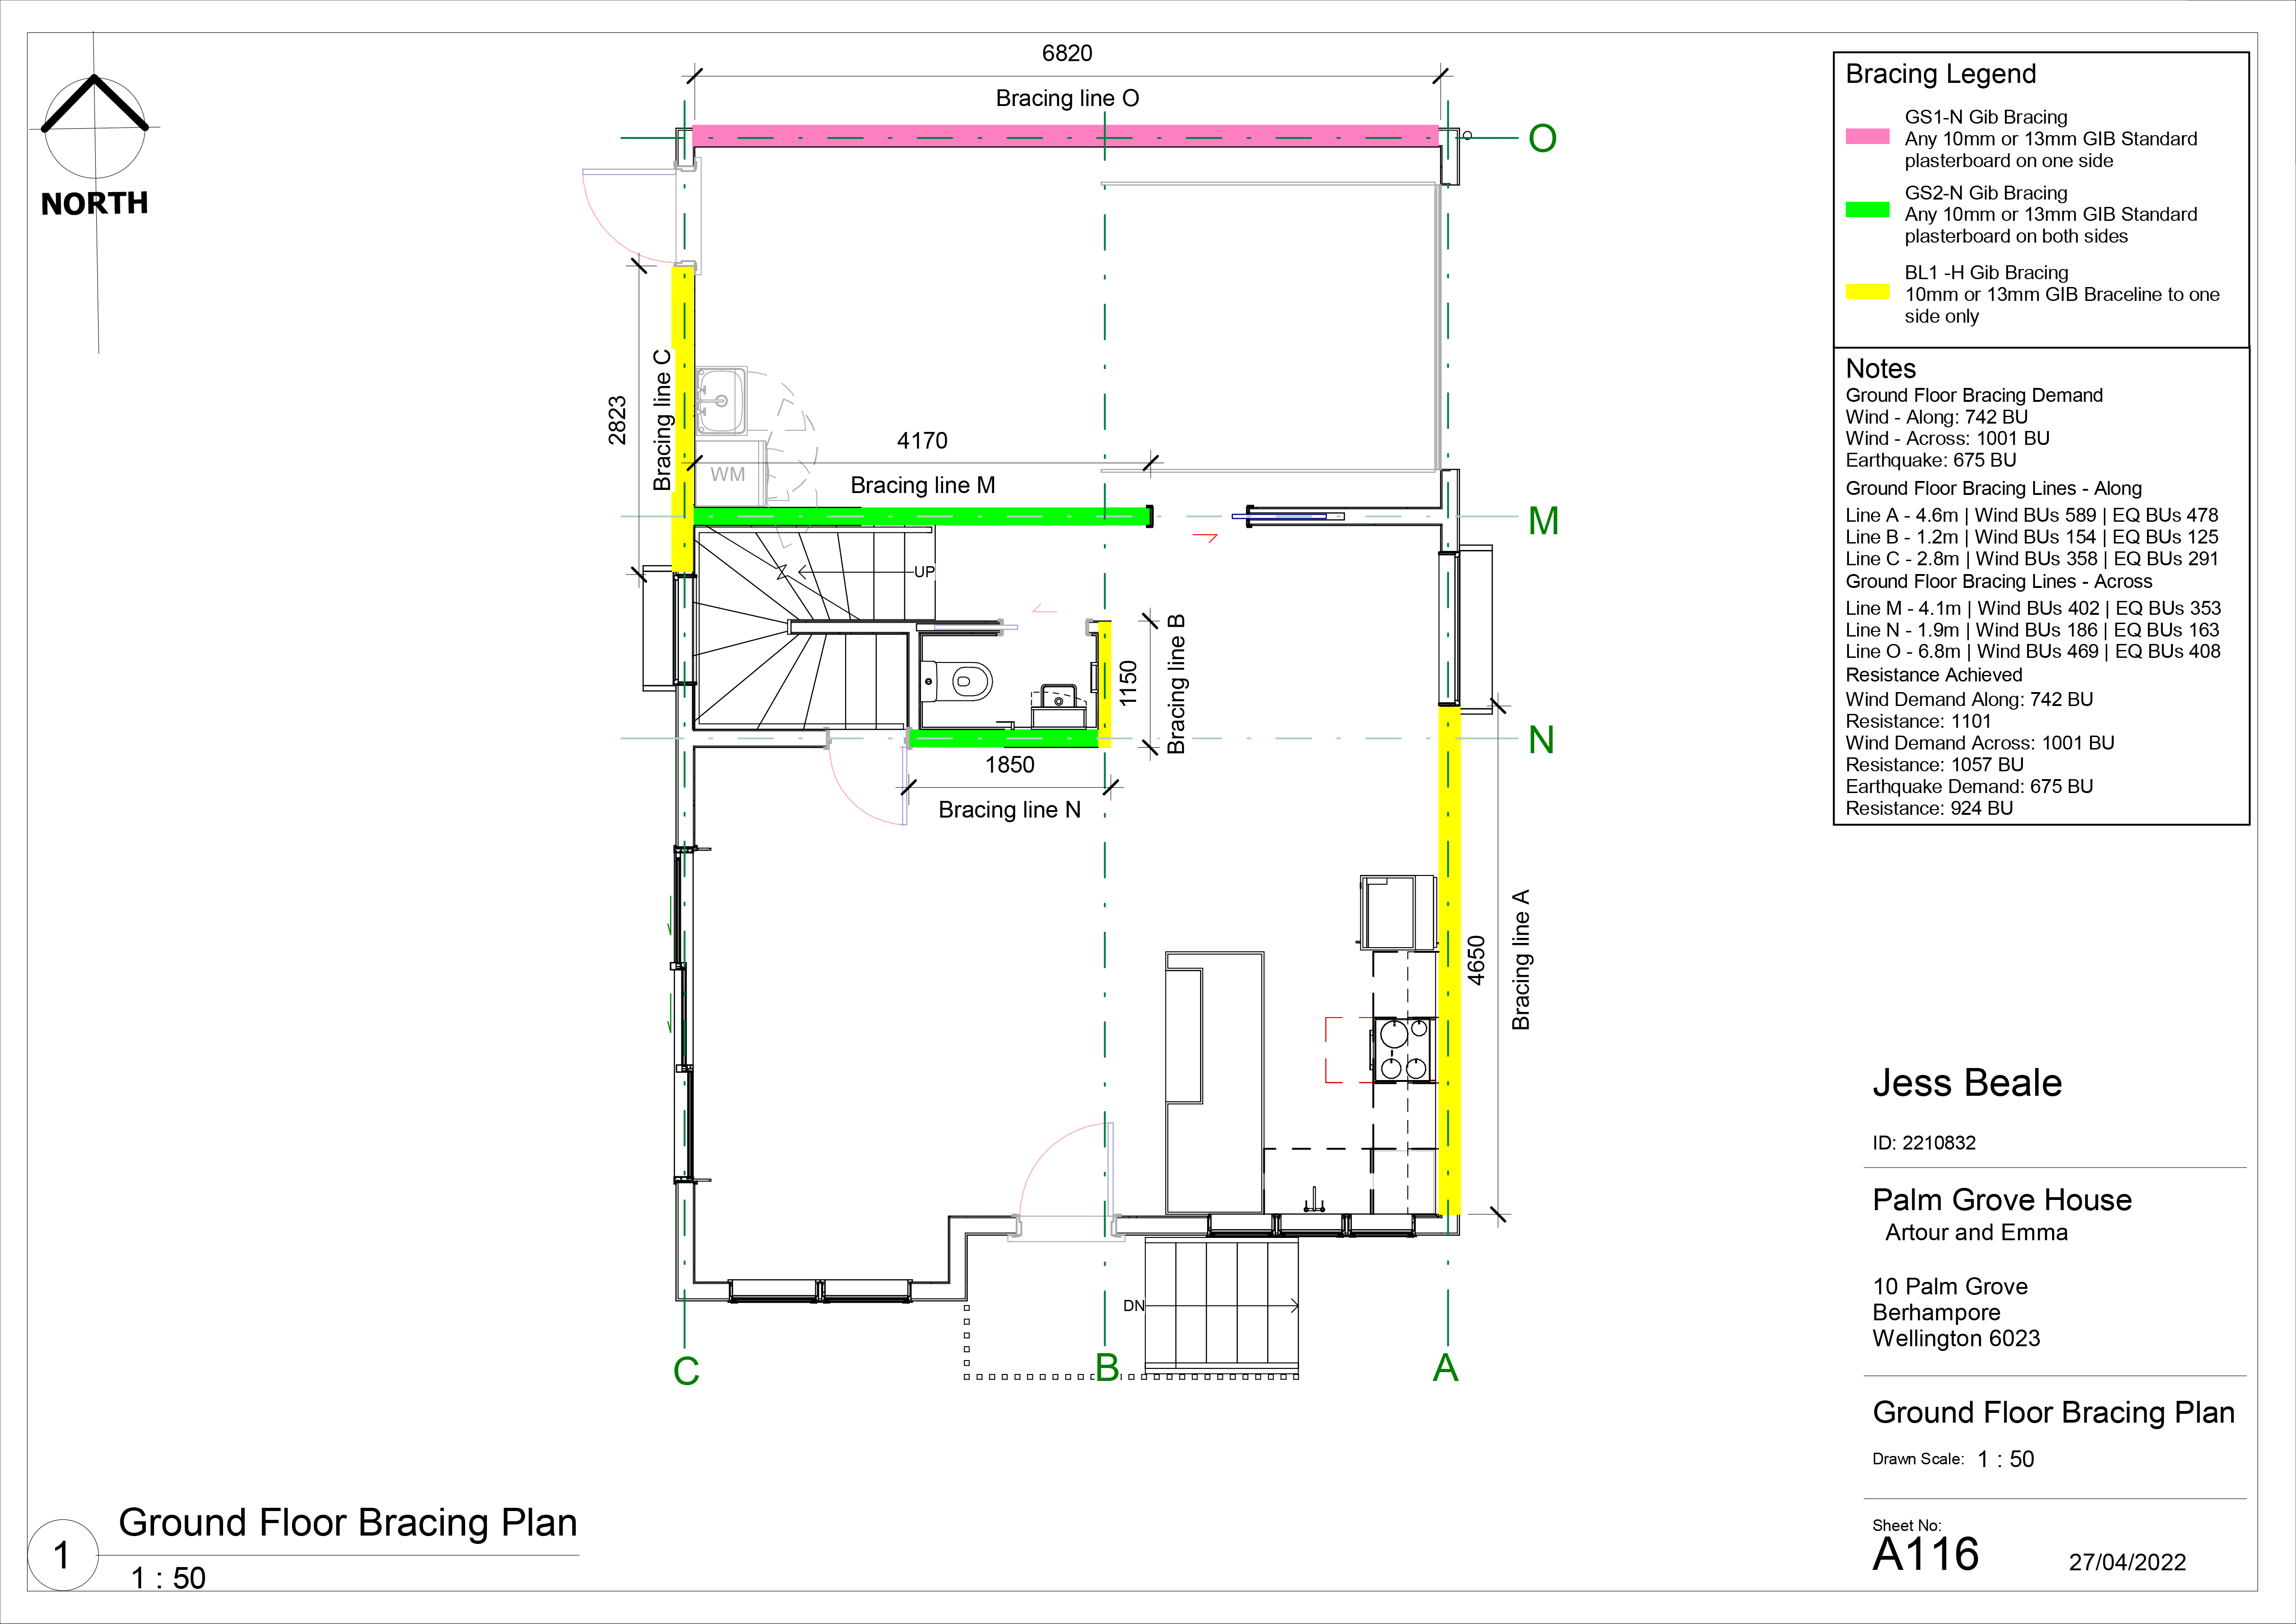 NORTH
6820
Bracing line O
O
2823
Bracing line C
4170
WM
Bracing line M
M
UP
1150
Bracing line B
N
1850
Bracing line N
4650
Bracing line A
DN
C
B
A
Bracing Legend
GS1-N Gib Bracing
Any 10mm or 13mm GIB Standard
plasterboard on one side
GS2-N Gib Bracing
Any 10mm or 13mm GIB Standard
plasterboard on both sides
BL1 -H Gib Bracing
10mm or 13mm GIB Braceline to one
side only
Notes
Ground Floor Bracing Demand
Wind - Along: 742 BU
Wind - Across: 1001 BU
Earthquake: 675 BU
Ground Floor Bracing Lines - Along
Line A - 4.6m | Wind BUs 589 | EQ BUs 478
Line B - 1.2m | Wind BUs 154 | EQ BUs 125
Line C - 2.8m | Wind BUs 358 | EQ BUs 291
Ground Floor Bracing Lines - Across
Line M - 4.1m | Wind BUs 402 | EQ BUs 353
Line N - 1.9m | Wind BUs 186 | EQ BUs 163
Line O - 6.8m | Wind BUs 469 | EQ BUs 408
Resistance Achieved
Wind Demand Along: 742 BU
Resistance: 1101
Wind Demand Across: 1001 BU
Resistance: 1057 BU
Earthquake Demand: 675 BU
Resistance: 924 BU
Jess Beale
ID: 2210832
Palm Grove House
Artour and Emma
10 Palm Grove
Berhampore
Wellington 6023
Ground Floor Bracing Plan
Drawn Scale: 1 : 50
Sheet No:
A116 27/04/2022
1 Ground Floor Bracing Plan
1 : 50